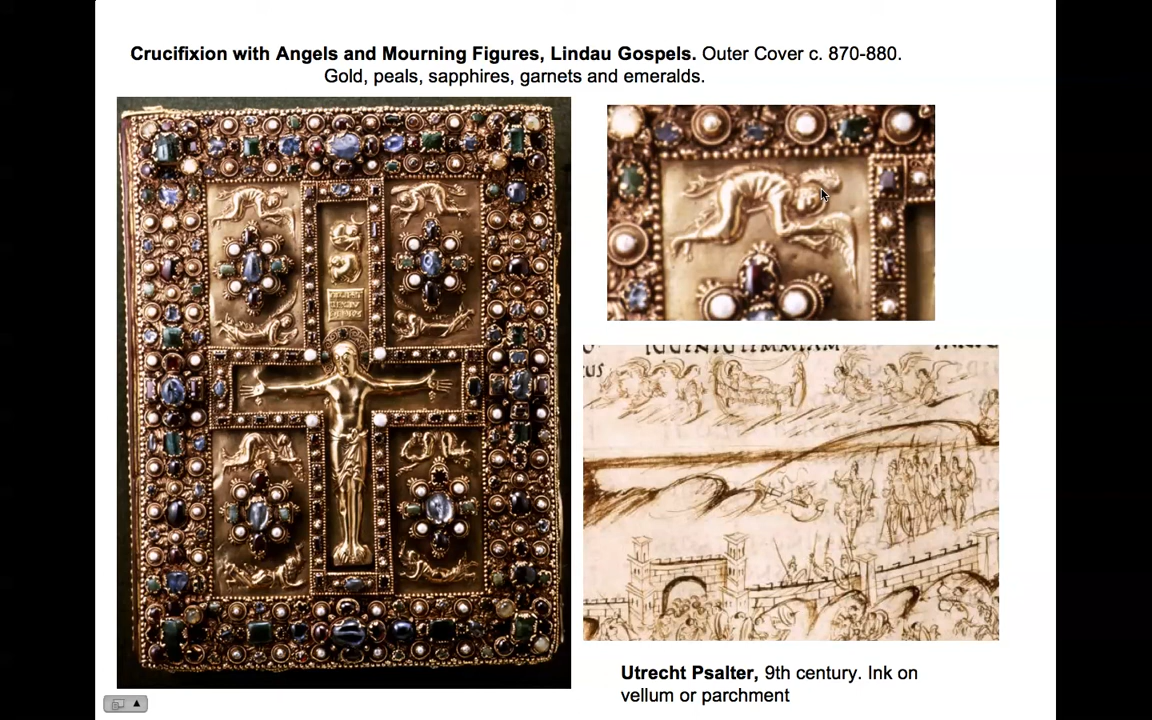 Crucifixion with Angels and Mourning Figures, Lindau Gospels. Outer Cover c. 870-880.
Gold, peals, sapphires, garnets and emeralds.
CUS
Utrecht Psalter, 9th century. Ink on
vellum or parchment